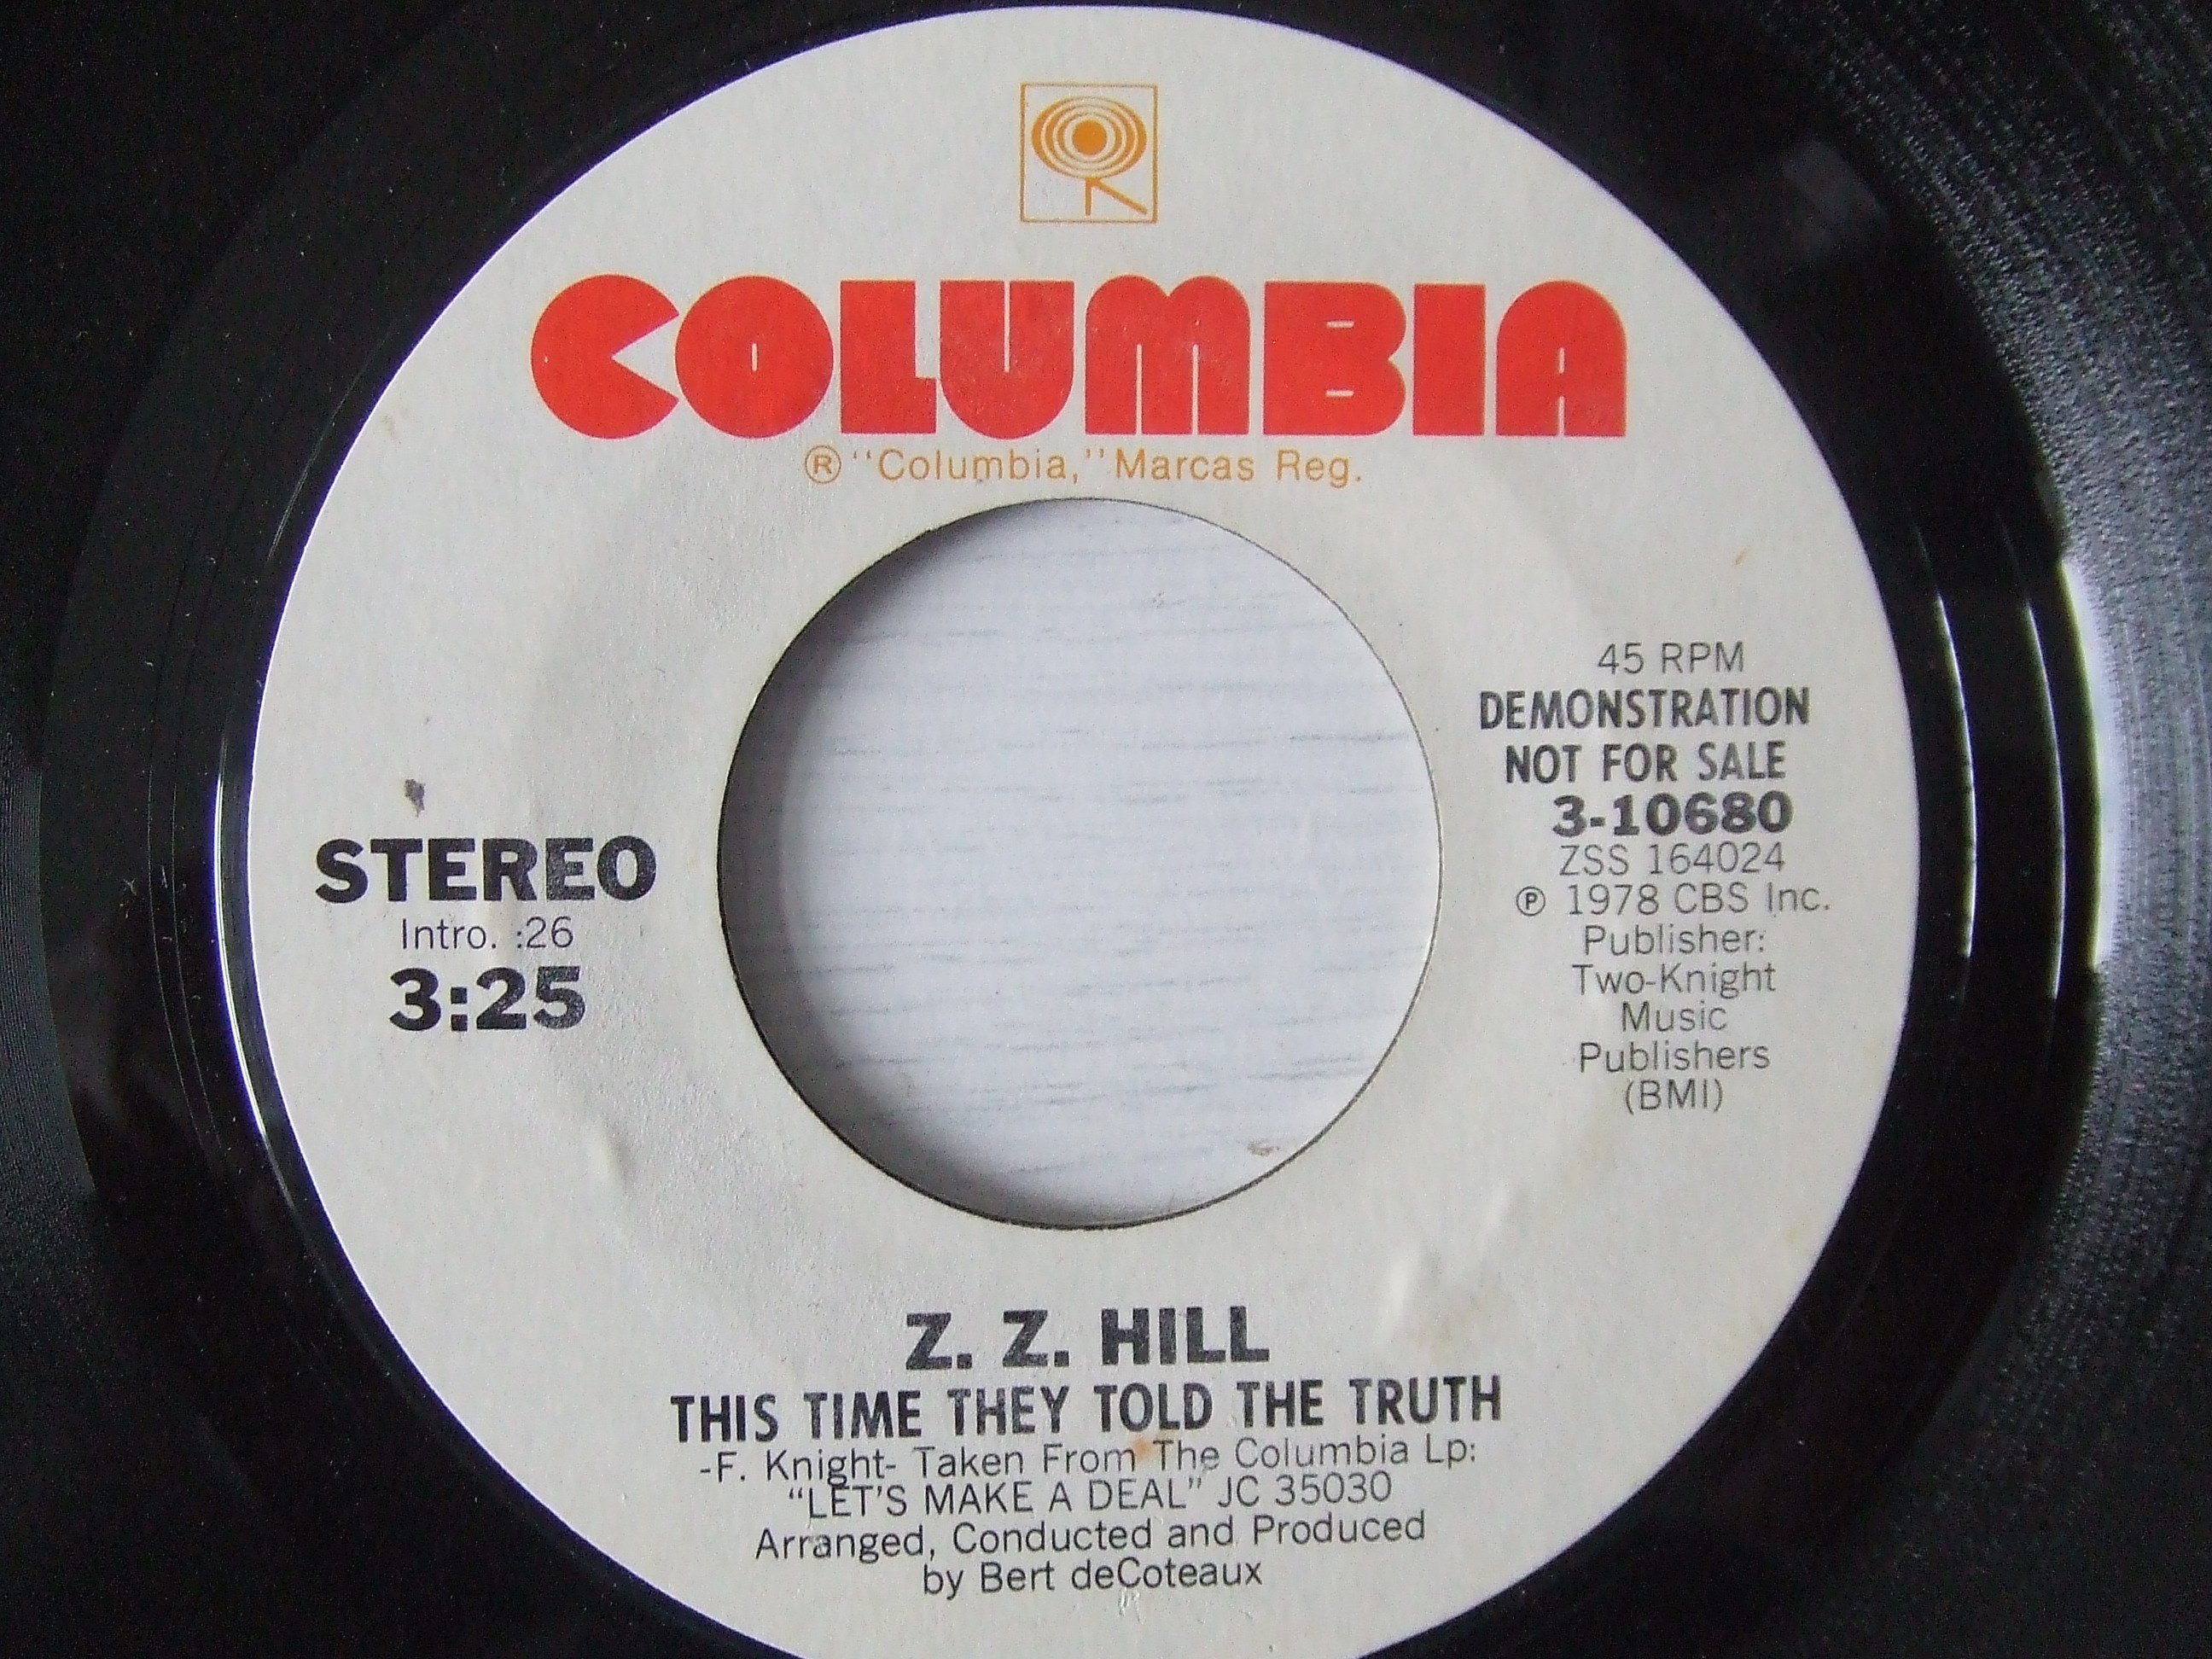 COLUMBIA
® "Columbia," Marcas Reg.
45 RPM
DEMONSTRATION
NOT FOR SALE
3-10680
ZSS 164024
℗ 1978 CBS Inc.
Publisher:
Two-Knight
Music
Publishers
(BMI)
STEREO
Intro. :26
3:25
Z. Z. HILL
THIS TIME THEY TOLD THE TRUTH
-F. Knight- Taken From The Columbia Lp:
"LET'S MAKE A DEAL" JC 35030
Arranged, Conducted and Produced
by Bert deCoteaux